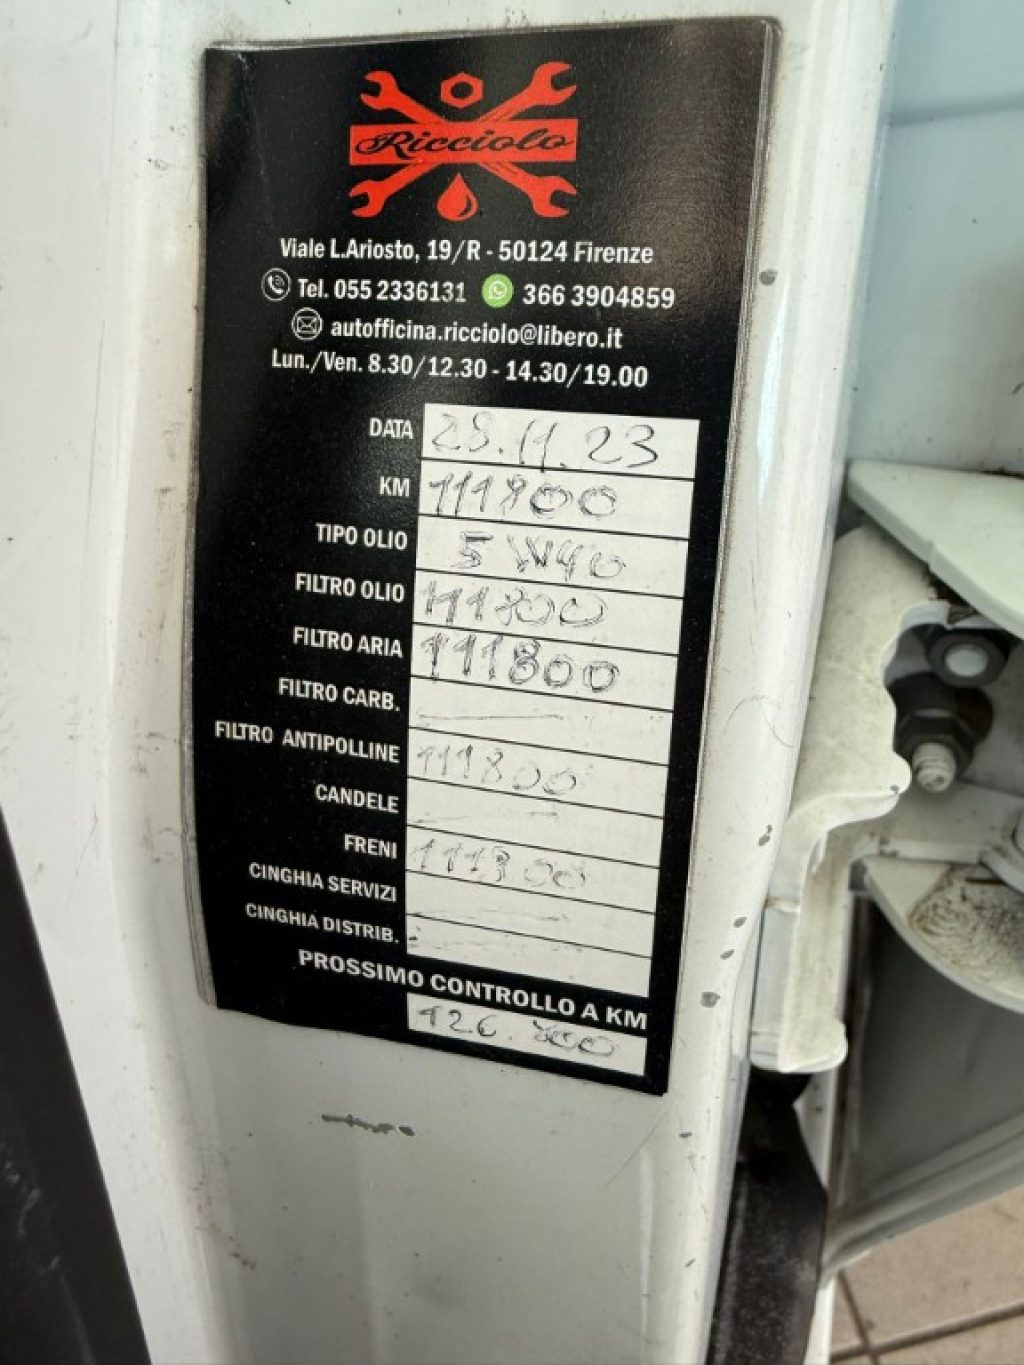 Ricciolo
Viale L.Ariosto, 19/R - 50124 Firenze
Tel. 055 2336131 366 3904859
autofficina.ricciolo@libero.it
Lun./Ven. 8.30/12.30 - 14.30/19.00
DATA 28.11.23
KM 111800
TIPO OLIO 5W40
FILTRO OLIO 111800
FILTRO ARIA 111800
FILTRO CARB.
FILTRO ANTIPOLLINE 111800
CANDELE
FRENI 111800
CINGHIA SERVIZI
CINGHIA DISTRIB.
PROSSIMO CONTROLLO A KM
126.800